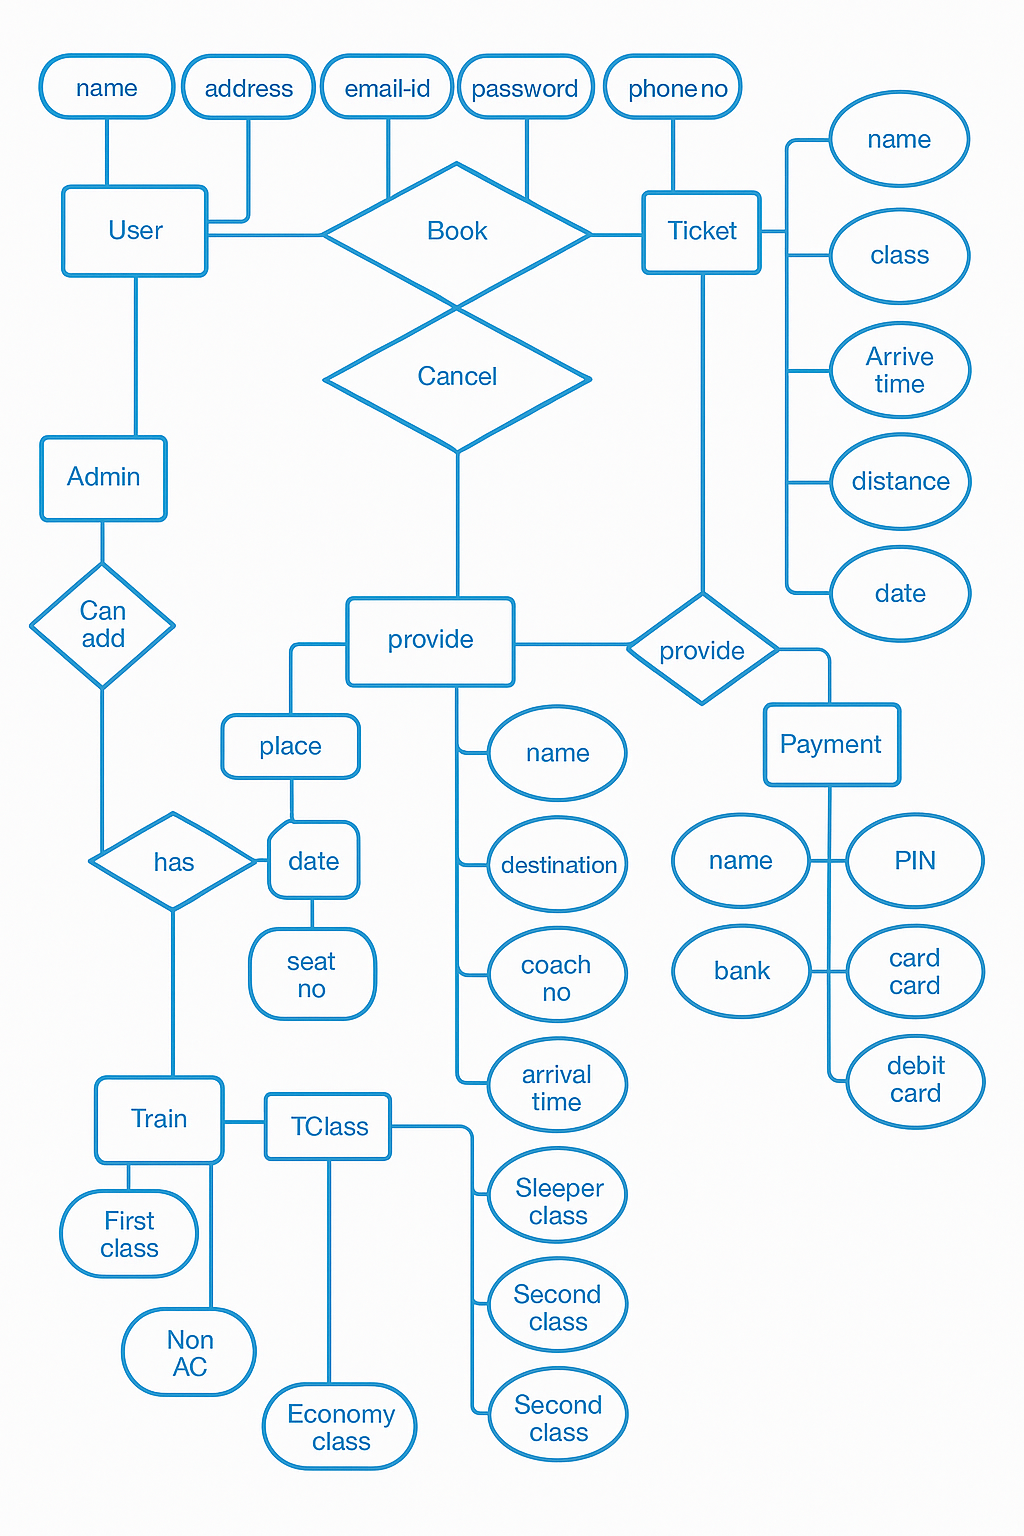 name
address
email-id
password
phone no
name
User
Book
Ticket
class
Arrive
time
Cancel
Admin
distance
date
Can
add
provide
provide
place
name
Payment
has
date
destination
name
PIN
seat
no
coach
no
bank
card
card
arrival
time
debit
card
Train
TClass
Sleeper
class
First
class
Second
class
Non
AC
Economy
class
Second
class